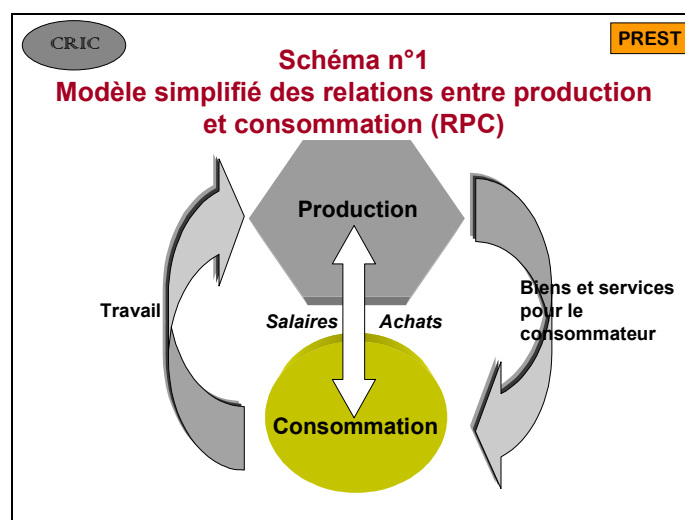 CRIC
PREST
Schéma n°1
Modèle simplifié des relations entre production
et consommation (RPC)
Production
Travail
Salaires
Achats
Biens et services
pour le
consommateur
Consommation